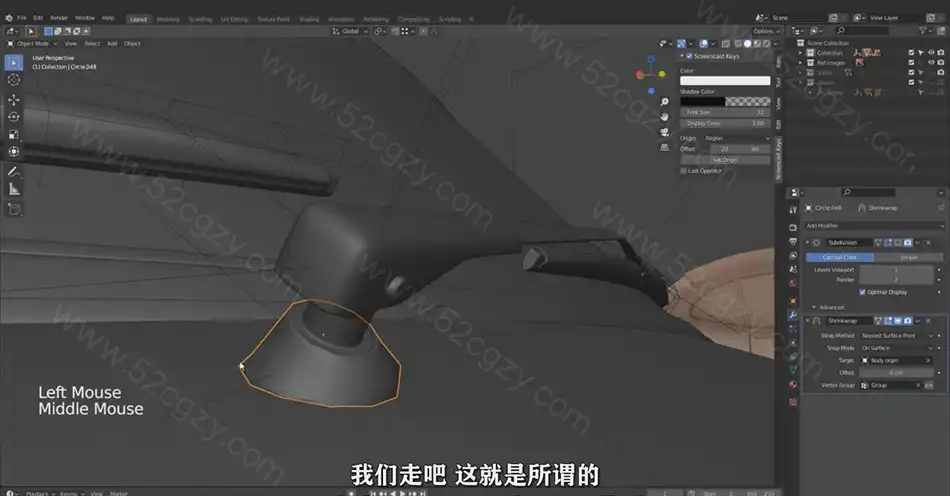 File Edit Render Window Help Layout Modeling Sculpting UV Editing Texture Paint Shading Animation Rendering Compositing Scripting Scene View Layer
Global Options
Object Mode View Select Add Object
User Perspective
(1) Collection | Circle.048
Screencast Keys
Color:
Shadow Color:
Font Size: 32
Display Time: 3.00
Origin: Region
Offset:
Set Origin
Last Operator
Scene Collection
Collection
Ref images
Circle.048 Shrinkwrap
Add Modifier
Subdivision
Catmull-Clark Simple
Levels Viewport
Render
Optimal Display
Advanced
Shrinkwrap
Wrap Method Nearest Surface Point
Snap Mode On Surface
Target Body origin
Offset 0 cm
Vertex Group Group
Left Mouse
Middle Mouse
我们走吧 这就是所谓的
Playback Keying View Marker
www.52cgzy.com